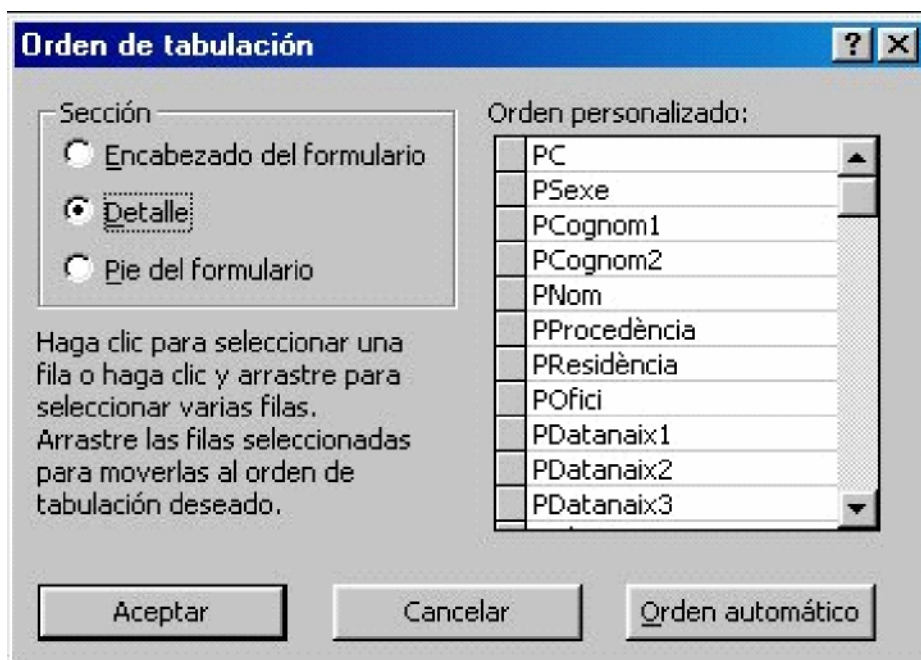 Orden de tabulación
Sección
Encabezado del formulario
Detalle
Pie del formulario
Haga clic para seleccionar una
fila o haga clic y arrastre para
seleccionar varias filas.
Arrastre las filas seleccionadas
para moverlas al orden de
tabulación deseado.
Orden personalizado:
PC
PSexe
PCognom1
PCognom2
PNom
PProcedència
PResidència
POfici
PDatanaix1
PDatanaix2
PDatanaix3
Aceptar
Cancelar
Orden automático